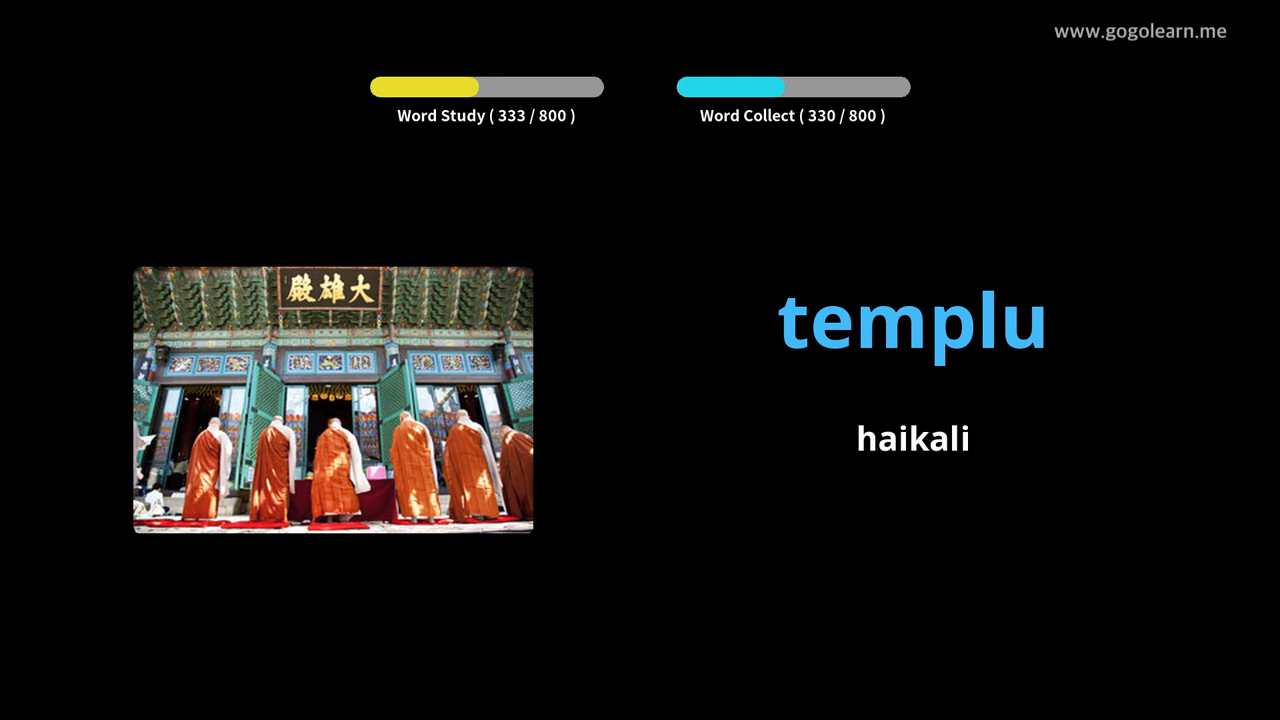 www.gogolearn.me
Word Study ( 333 / 800 )
Word Collect ( 330 / 800 )
殿雄大
templu
haikali